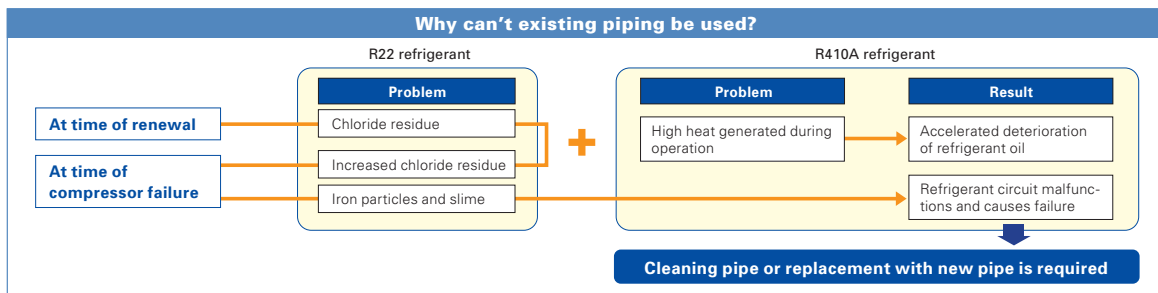 Why can’t existing piping be used?
R22 refrigerant
R410A refrigerant
Problem
Problem
Result
At time of renewal
Chloride residue
+
High heat generated during
operation
Accelerated deterioration
of refrigerant oil
At time of
compressor failure
Increased chloride residue
Iron particles and slime
Refrigerant circuit malfunc-
tions and causes failure
Cleaning pipe or replacement with new pipe is required